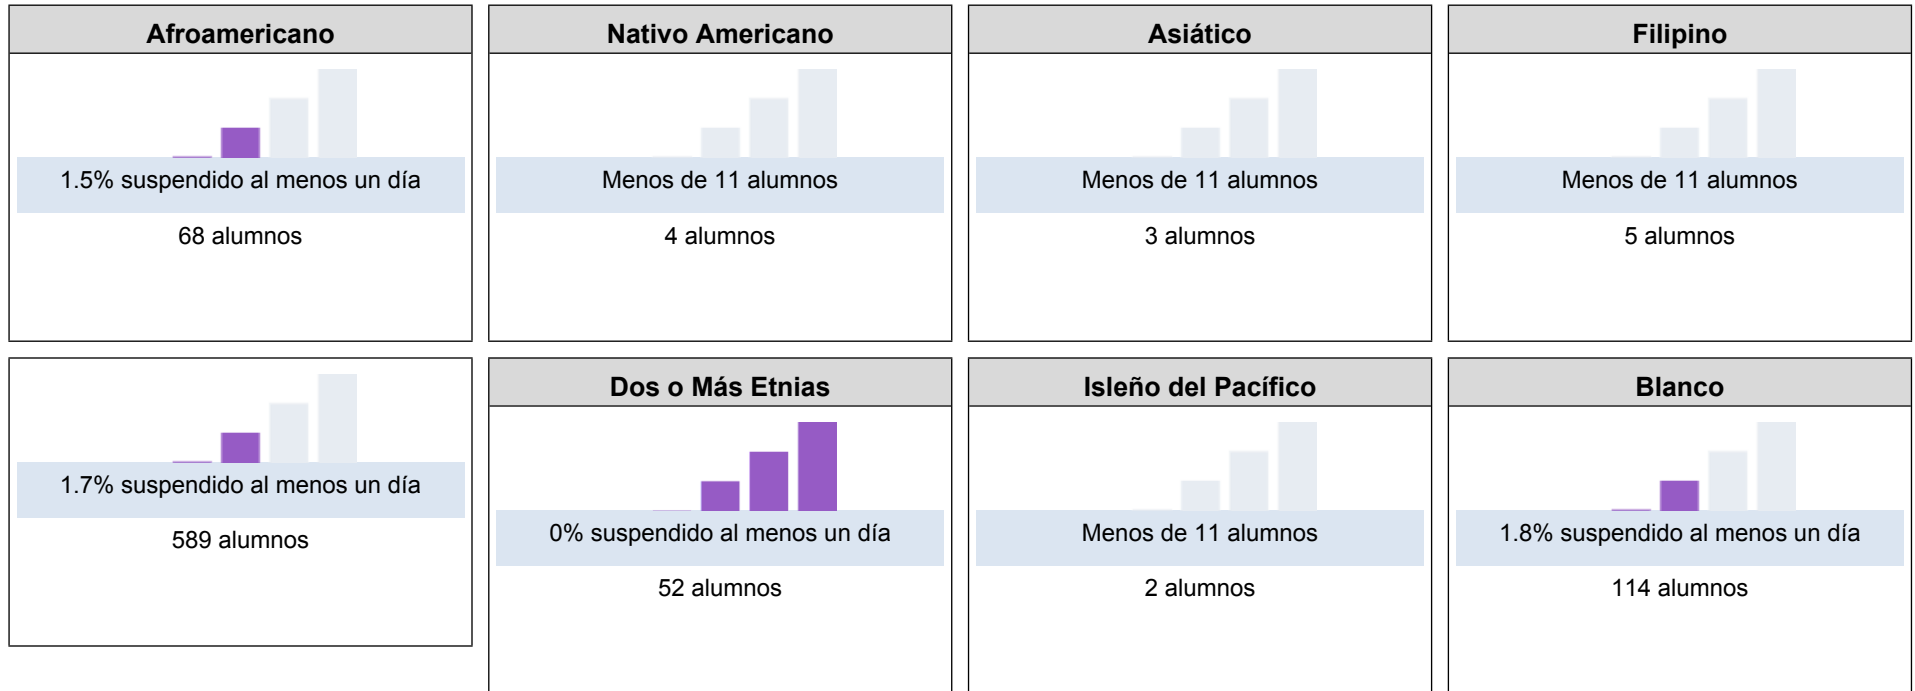 Afroamericano
1.5% suspendido al menos un día
68 alumnos
Nativo Americano
Menos de 11 alumnos
4 alumnos
Asiático
Menos de 11 alumnos
3 alumnos
Filipino
Menos de 11 alumnos
5 alumnos
1.7% suspendido al menos un día
589 alumnos
Dos o Más Etnias
0% suspendido al menos un día
52 alumnos
Isleño del Pacífico
Menos de 11 alumnos
2 alumnos
Blanco
1.8% suspendido al menos un día
114 alumnos